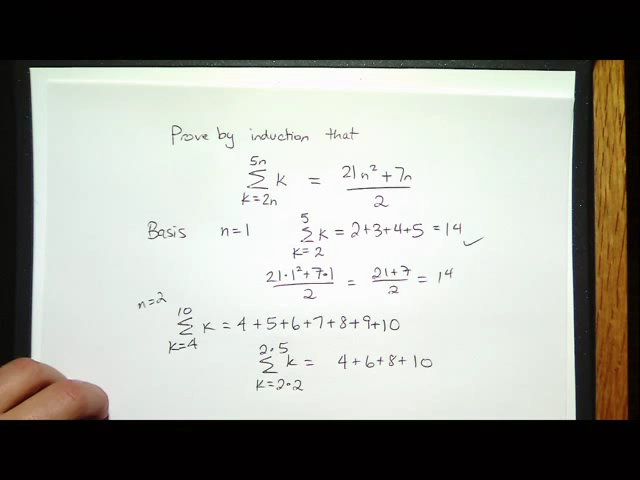 Prove by induction that
5n
∑ k = 21n² + 7n / 2
k=2n
Basis n=1 5 ∑ k=2 k = 2+3+4+5 = 14 ✓
21·1²+7·1 / 2 = 21+7 / 2 = 14
n=2
10
∑ k = 4+5+6+7+8+9+10
k=4
2·5
∑ k = 4+6+8+10
k=2·2